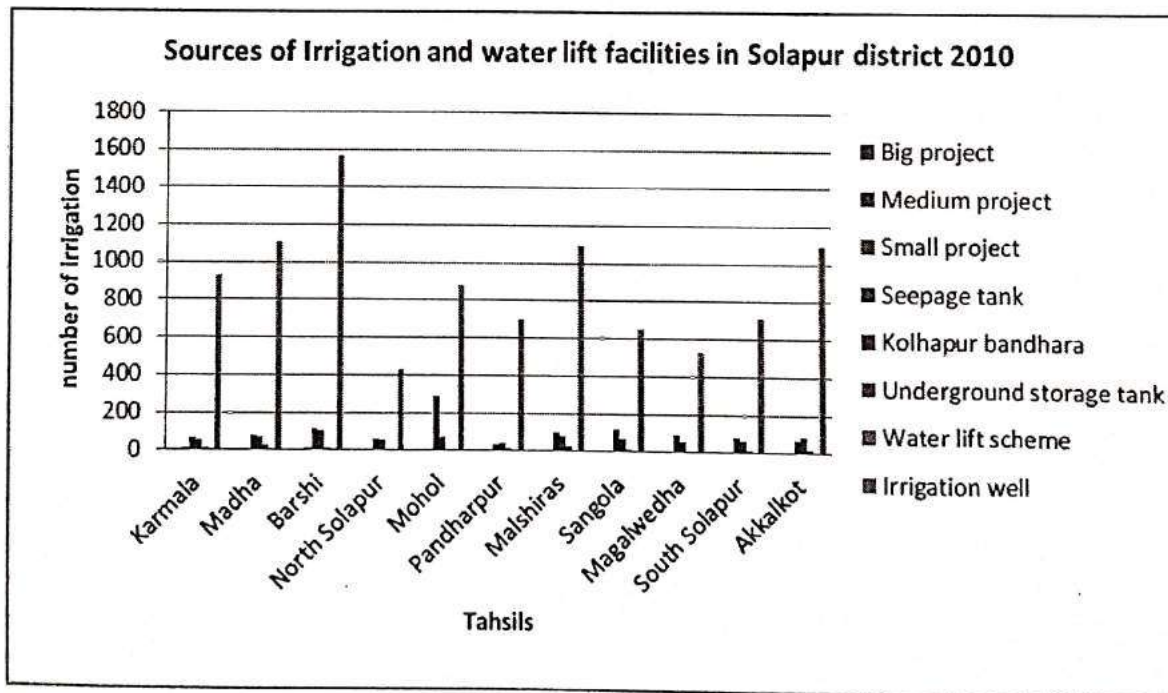 Sources of Irrigation and water lift facilities in Solapur district 2010
1800
1600
1400
1200
1000
800
600
400
200
0
number of irrigation
Karmala
Madha
Barshi
North Solapur
Mohol
Pandharpur
Malshiras
Sangola
Magalwedha
South Solapur
Akkalkot
Tahsils
Big project
Medium project
Small project
Seepage tank
Kolhapur bandhara
Underground storage tank
Water lift scheme
Irrigation well